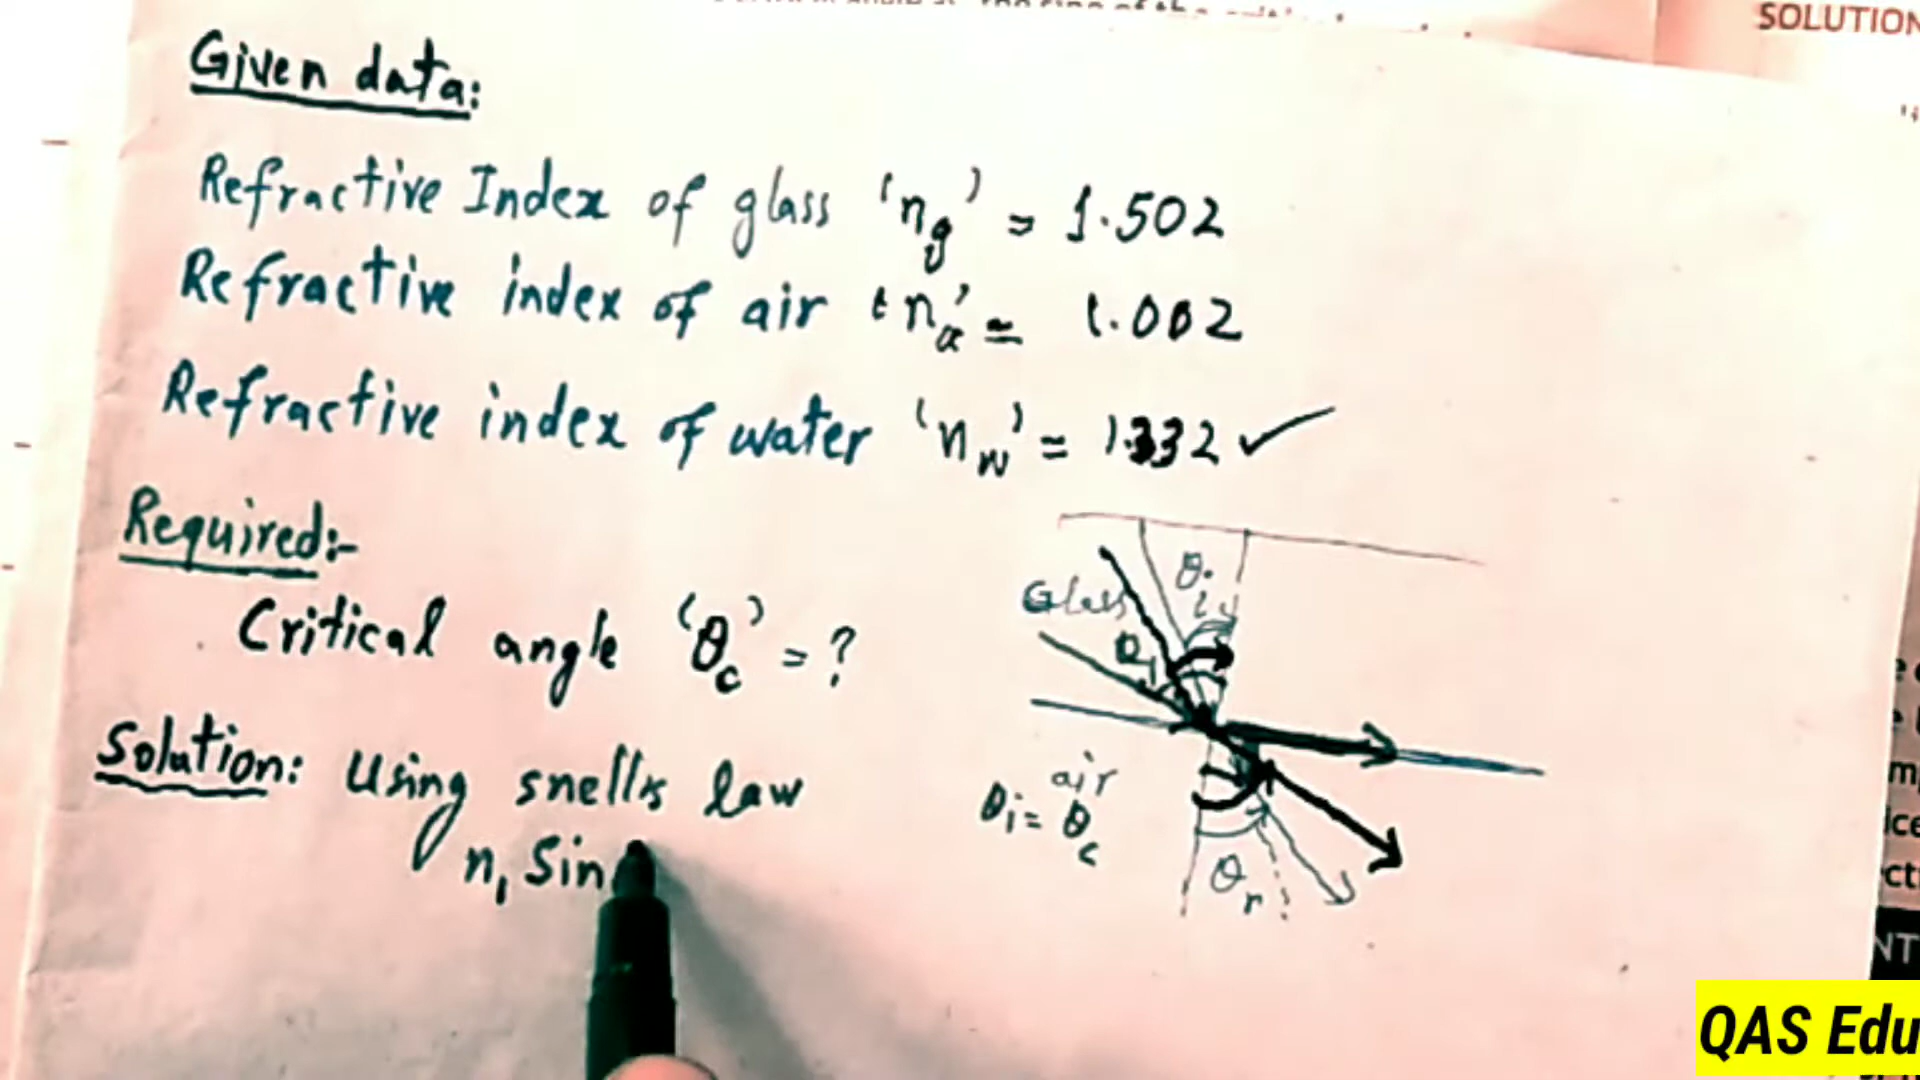 SOLUTION
Given data:
Refractive Index of glass 'ng' = 1.502
Refractive index of air 'na' = 1.002
Refractive index of water 'nw' = 1.332 ✓
Required:-
Critical angle 'θc' = ?
Solution: Using snell's law
n₁ Sin
θi
Glass
θ
air
θi = θc
θr
QAS Edu